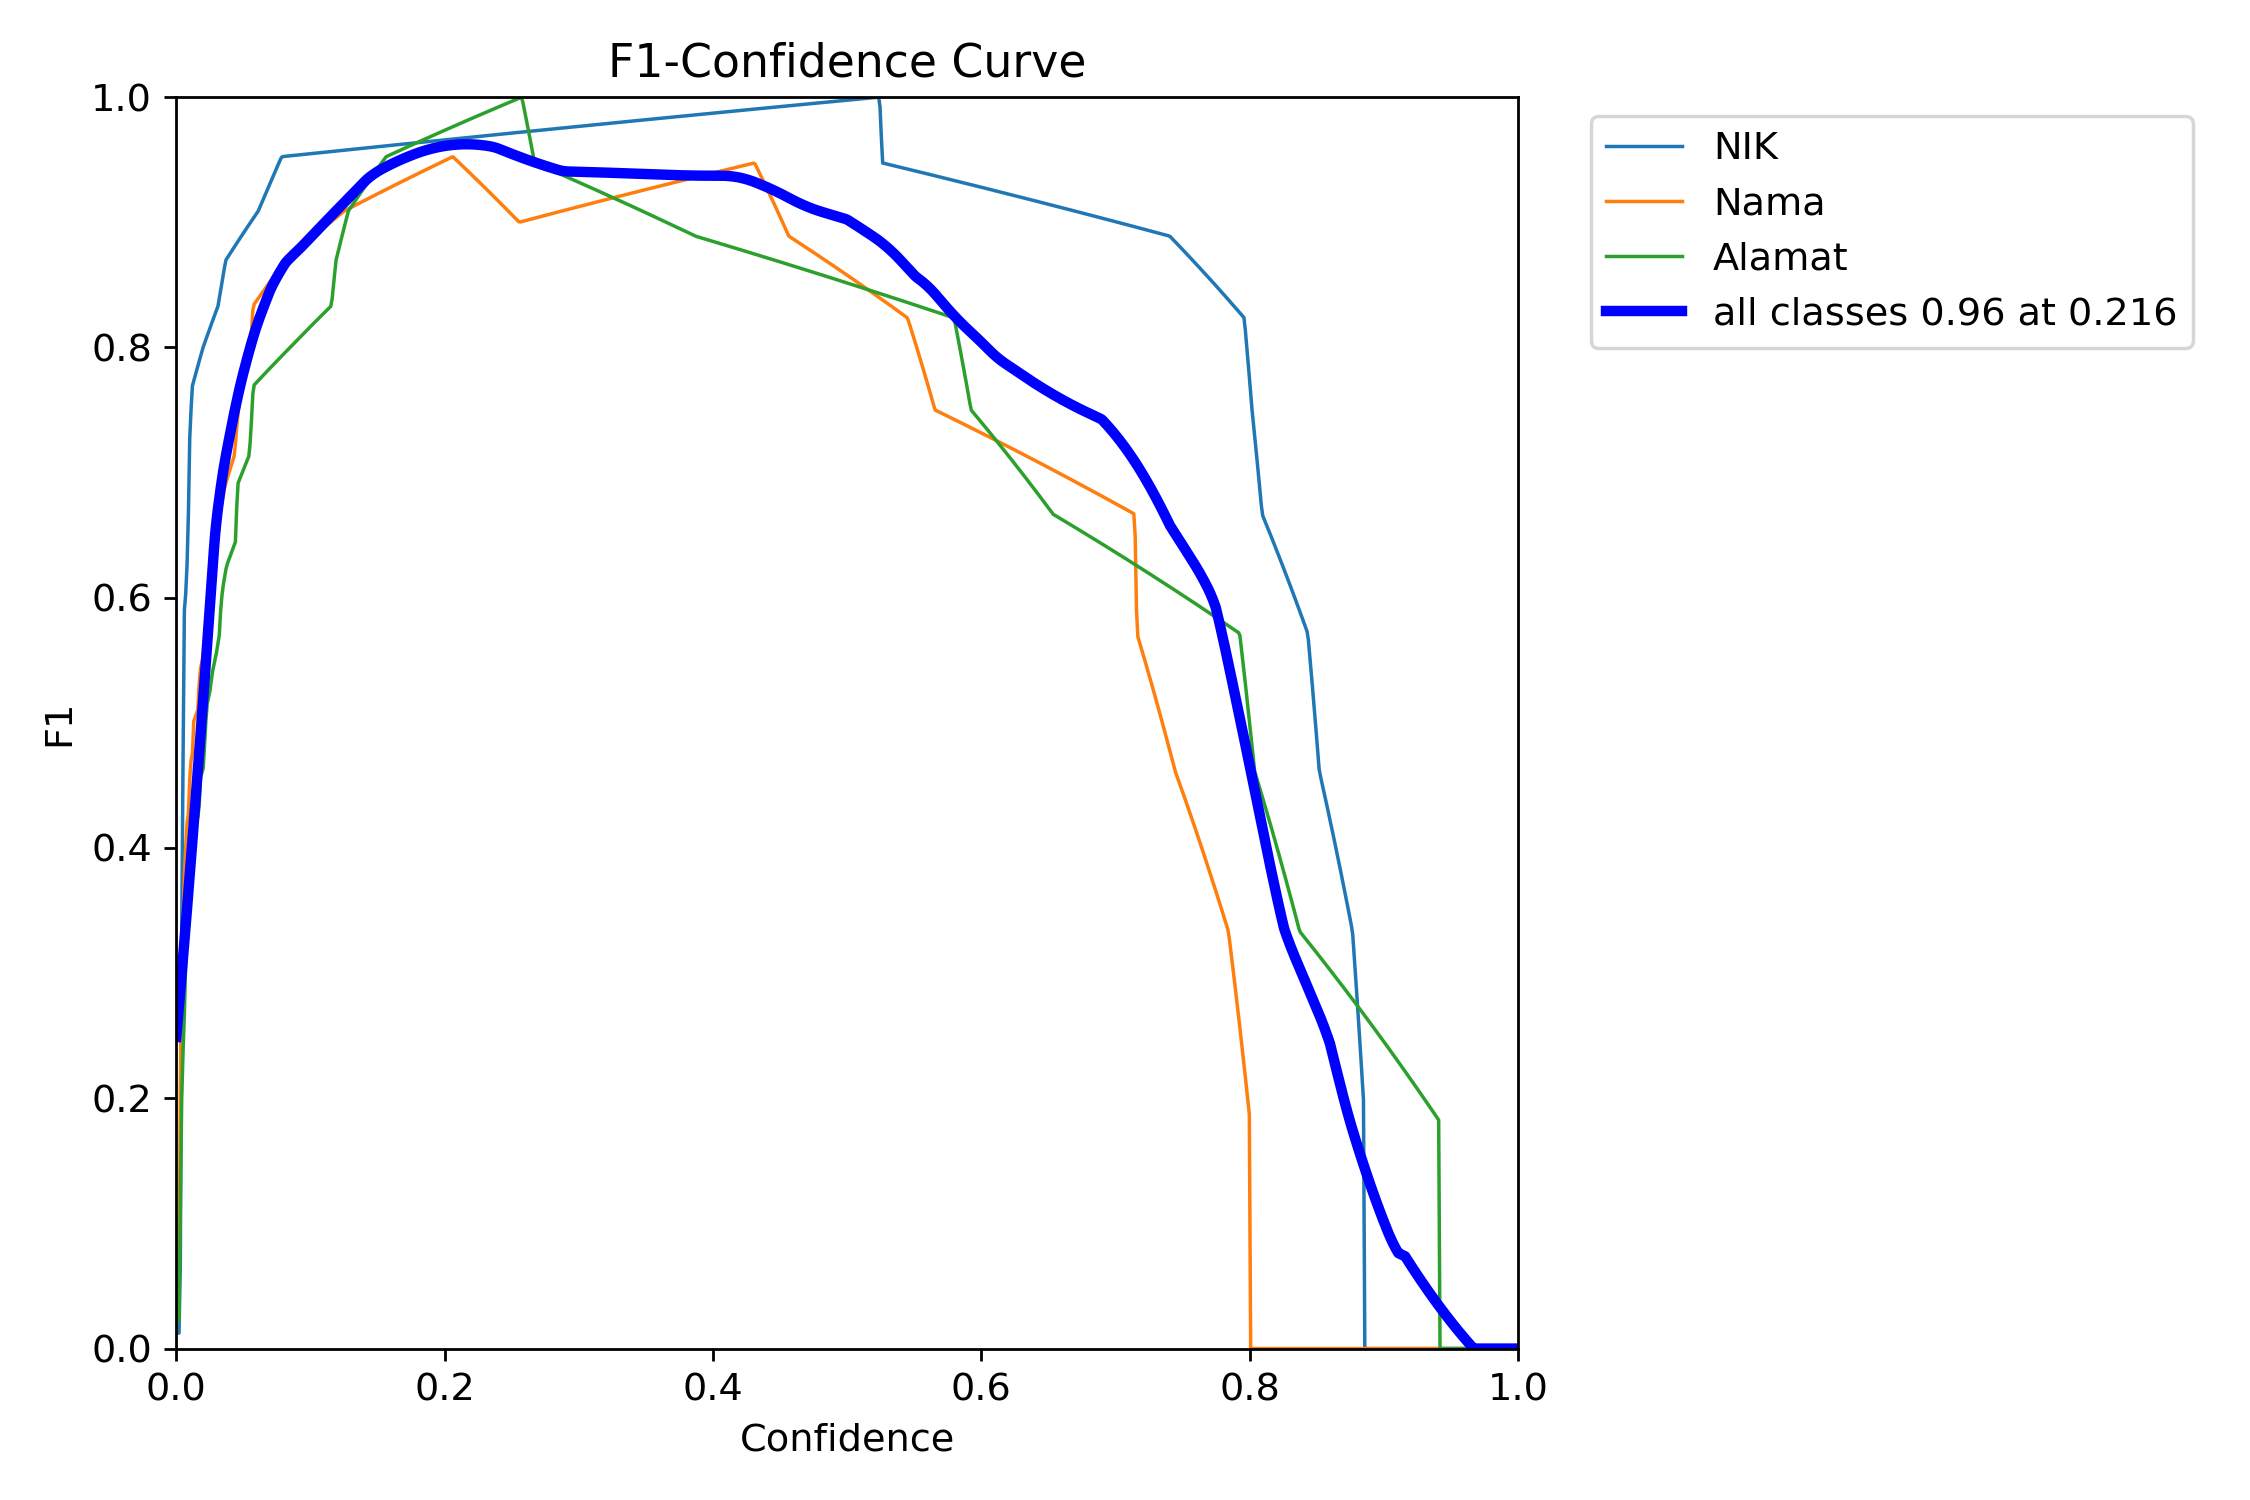 F1-Confidence Curve
1.0
0.8
0.6
0.4
0.2
0.0
F1
0.0 0.2 0.4 0.6 0.8 1.0
Confidence
NIK
Nama
Alamat
all classes 0.96 at 0.216